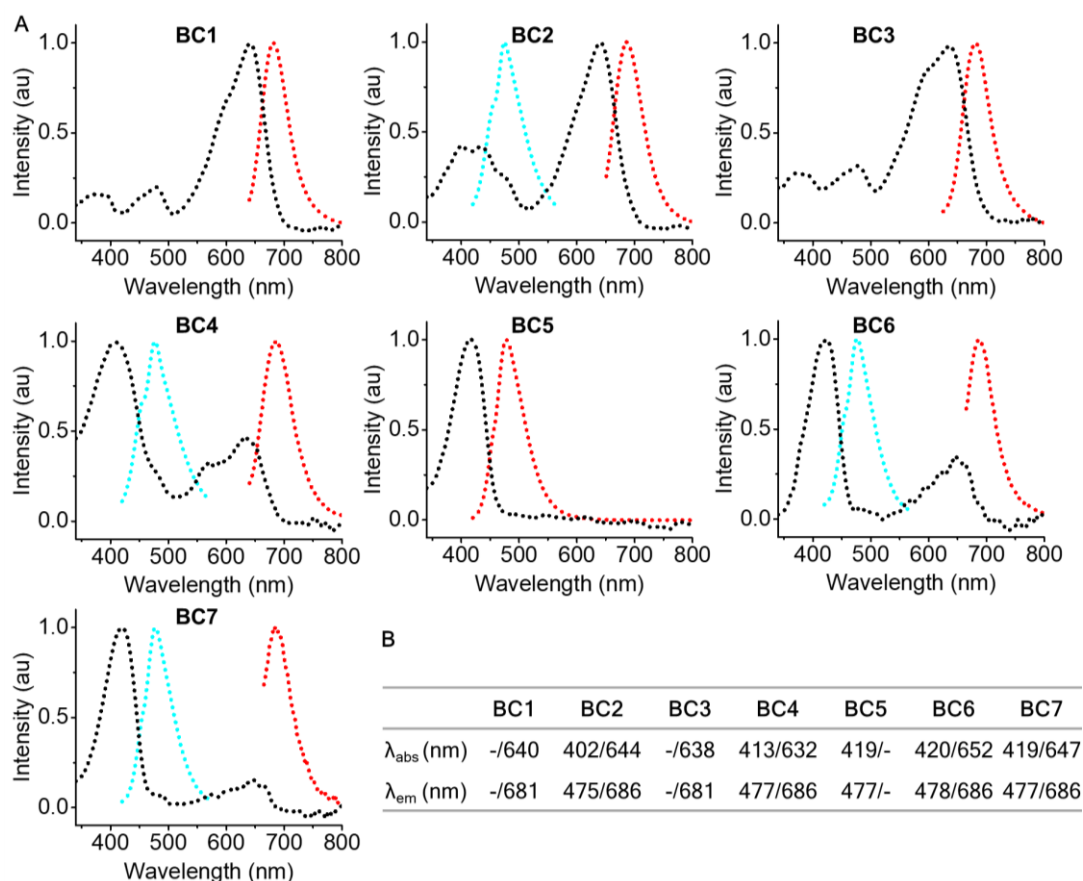 A
BC1
BC2
BC3
Intensity (au)
1.0
0.5
0.0
400 500 600 700 800
Wavelength (nm)
Intensity (au)
1.0
0.5
0.0
400 500 600 700 800
Wavelength (nm)
Intensity (au)
1.0
0.5
0.0
400 500 600 700 800
Wavelength (nm)
BC4
BC5
BC6
Intensity (au)
1.0
0.5
0.0
400 500 600 700 800
Wavelength (nm)
Intensity (au)
1.0
0.5
0.0
400 500 600 700 800
Wavelength (nm)
Intensity (au)
1.0
0.5
0.0
400 500 600 700 800
Wavelength (nm)
BC7
Intensity (au)
1.0
0.5
0.0
400 500 600 700 800
Wavelength (nm)
B
BC1 BC2 BC3 BC4 BC5 BC6 BC7
λabs (nm) -/640 402/644 -/638 413/632 419/- 420/652 419/647
λem (nm) -/681 475/686 -/681 477/686 477/- 478/686 477/686